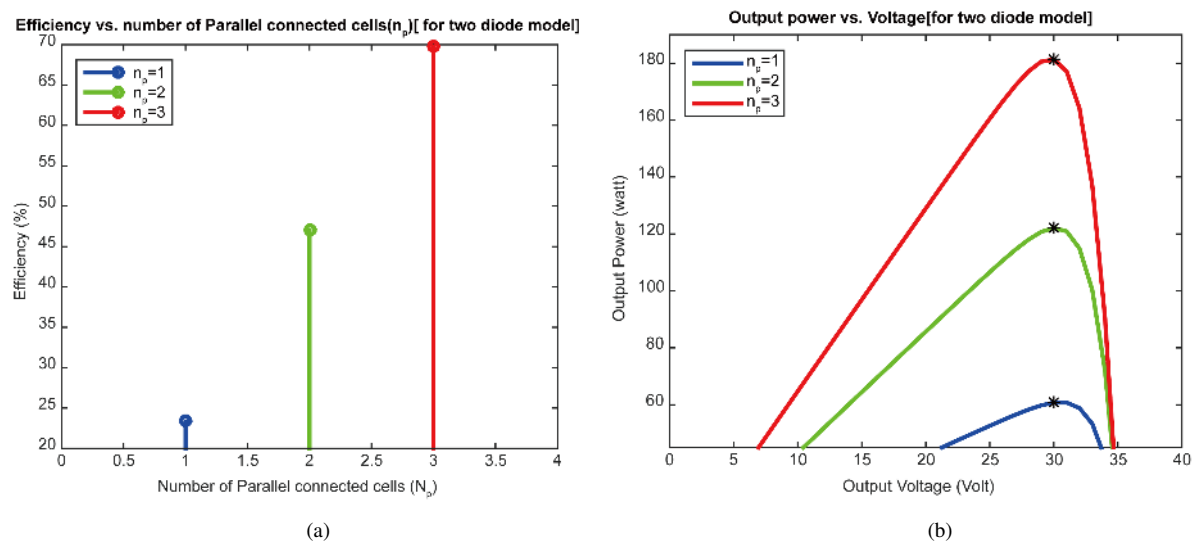 Efficiency vs. number of Parallel connected cells(np)[ for two diode model]
70
65
60
55
50
45
40
35
30
25
20
Efficiency (%)
np=1
np=2
np=3
0 0.5 1 1.5 2 2.5 3 3.5 4
Number of Parallel connected cells (Np)
(a)
Output power vs. Voltage[for two diode model]
180
160
140
120
100
80
60
Output Power (watt)
np=1
np=2
np=3
0 5 10 15 20 25 30 35 40
Output Voltage (Volt)
(b)